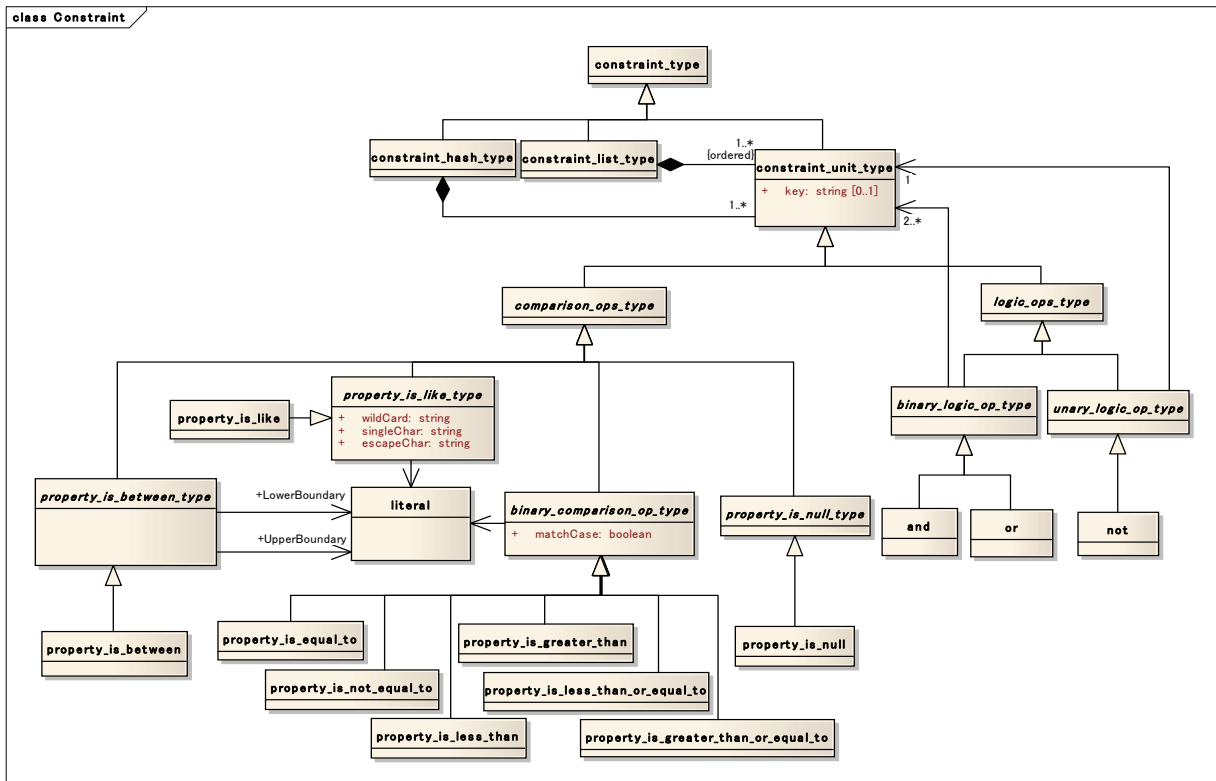 class Constraint
constraint_type
constraint_hash_type
constraint_list_type
1..*
{ordered}
constraint_unit_type
+ key: string [0..1]
1
1..*
2..*
comparison_ops_type
logic_ops_type
property_is_like
property_is_like_type
+ wildCard: string
+ singleChar: string
+ escapeChar: string
binary_logic_op_type
unary_logic_op_type
property_is_between_type
+LowerBoundary
+UpperBoundary
literal
binary_comparison_op_type
+ matchCase: boolean
property_is_null_type
and
or
not
property_is_between
property_is_equal_to
property_is_greater_than
property_is_null
property_is_not_equal_to
property_is_less_than_or_equal_to
property_is_less_than
property_is_greater_than_or_equal_to